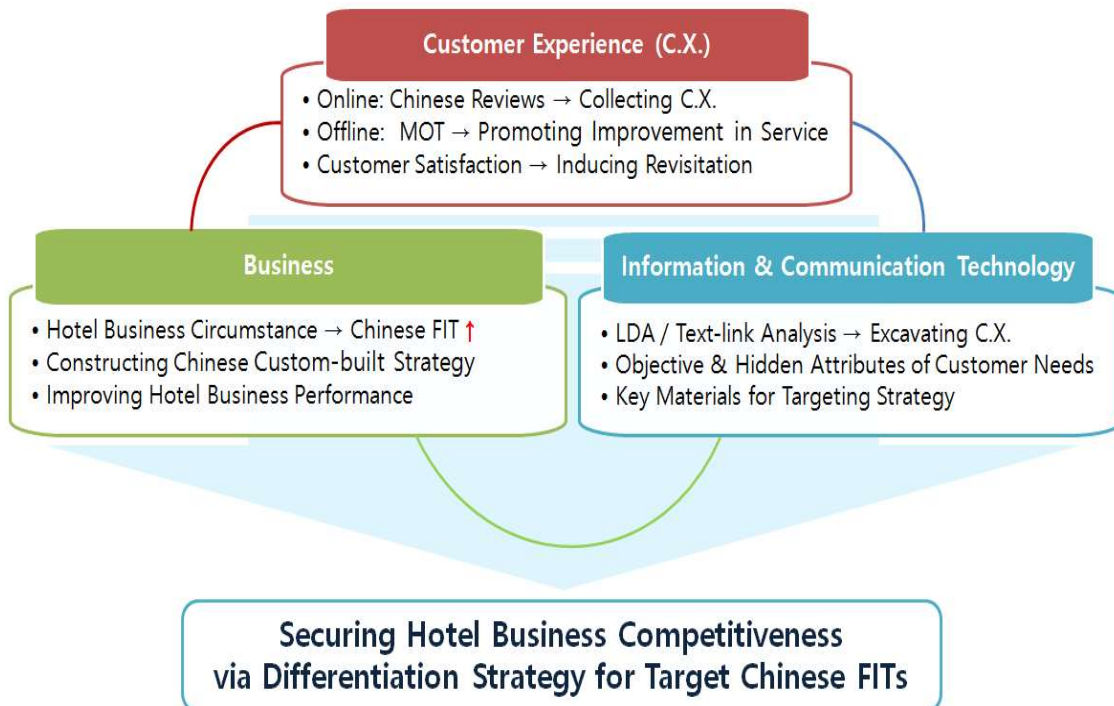 Customer Experience (C.X.)
• Online: Chinese Reviews → Collecting C.X.
• Offline: MOT → Promoting Improvement in Service
• Customer Satisfaction → Inducing Revisitation
Business
• Hotel Business Circumstance → Chinese FIT ↑
• Constructing Chinese Custom-built Strategy
• Improving Hotel Business Performance
Information & Communication Technology
• LDA / Text-link Analysis → Excavating C.X.
• Objective & Hidden Attributes of Customer Needs
• Key Materials for Targeting Strategy
Securing Hotel Business Competitiveness
via Differentiation Strategy for Target Chinese FITs